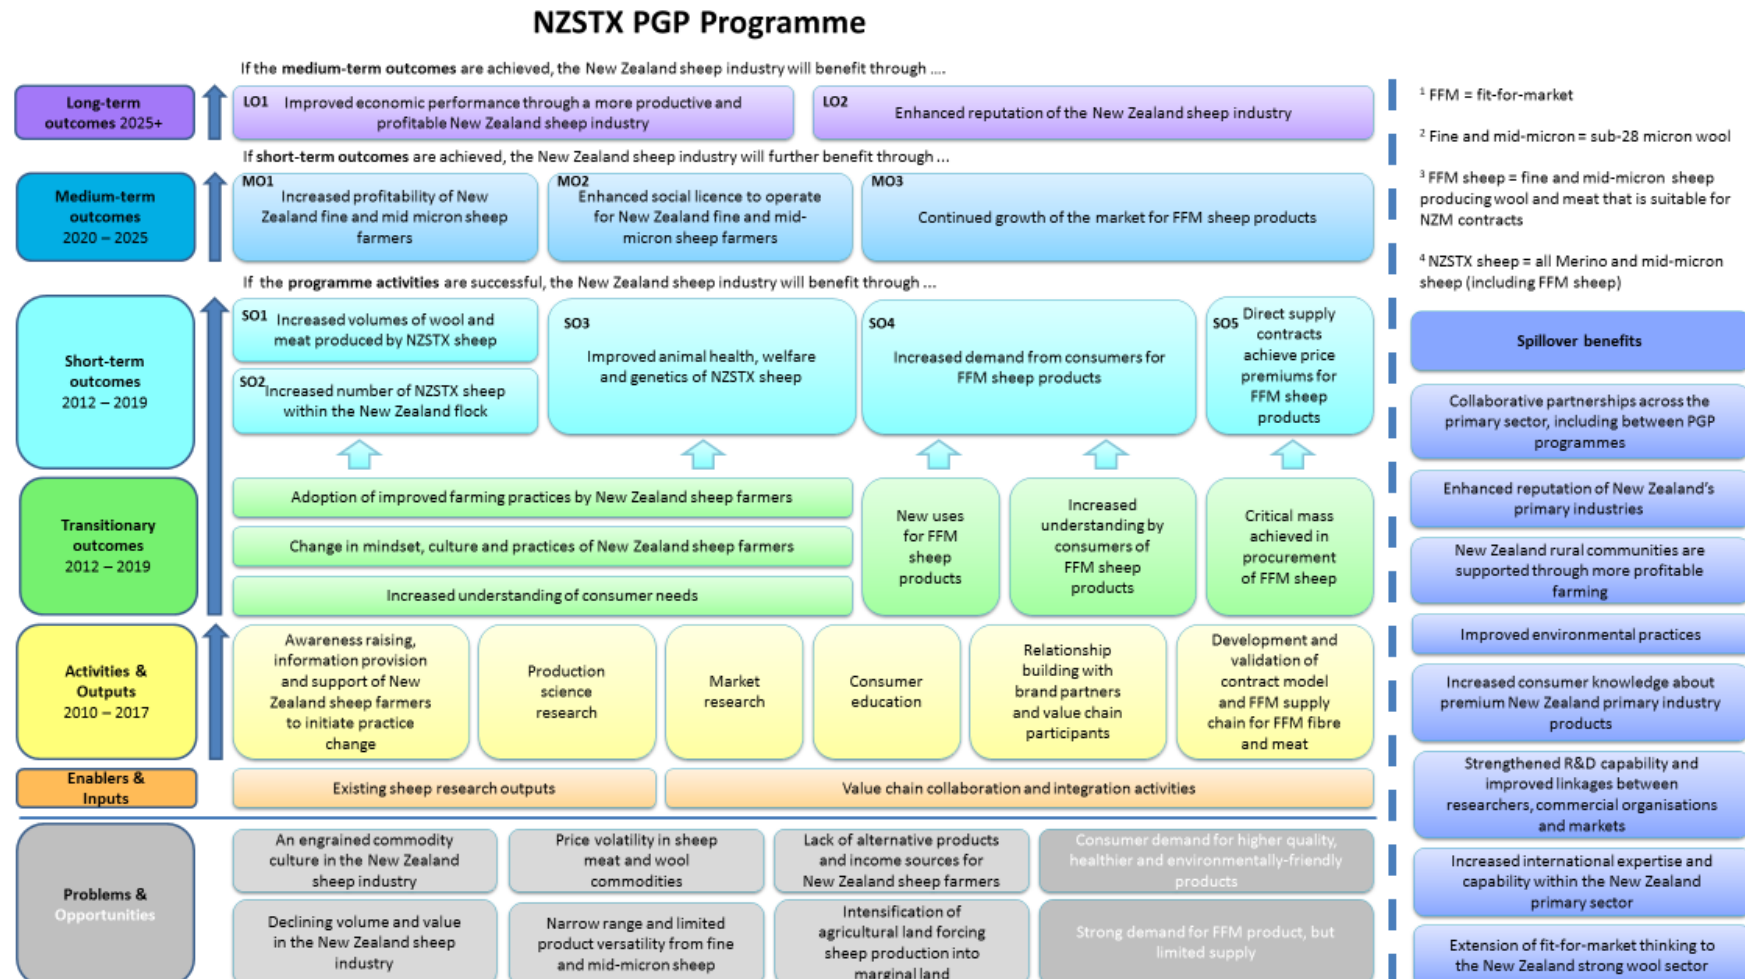 NZSTX PGP Programme
If the medium-term outcomes are achieved, the New Zealand sheep industry will benefit through ....
Long-term
outcomes 2025+
LO1 Improved economic performance through a more productive and
profitable New Zealand sheep industry
LO2
Enhanced reputation of the New Zealand sheep industry
If short-term outcomes are achieved, the New Zealand sheep industry will further benefit through ...
Medium-term
outcomes
2020 – 2025
MO1
Increased profitability of New
Zealand fine and mid micron sheep
farmers
MO2
Enhanced social licence to operate
for New Zealand fine and mid-
micron sheep farmers
MO3
Continued growth of the market for FFM sheep products
If the programme activities are successful, the New Zealand sheep industry will benefit through ...
Short-term
outcomes
2012 – 2019
SO1 Increased volumes of wool and
meat produced by NZSTX sheep
SO2 Increased number of NZSTX sheep
within the New Zealand flock
SO3
Improved animal health, welfare
and genetics of NZSTX sheep
SO4
Increased demand from consumers for
FFM sheep products
SO5 Direct supply
contracts
achieve price
premiums for
FFM sheep
products
Transitionary
outcomes
2012 – 2019
Adoption of improved farming practices by New Zealand sheep farmers
Change in mindset, culture and practices of New Zealand sheep farmers
Increased understanding of consumer needs
New uses
for FFM
sheep
products
Increased
understanding by
consumers of
FFM sheep
products
Critical mass
achieved in
procurement
of FFM sheep
Activities &
Outputs
2010 – 2017
Awareness raising,
information provision
and support of New
Zealand sheep farmers
to initiate practice
change
Production
science
research
Market
research
Consumer
education
Relationship
building with
brand partners
and value chain
participants
Development and
validation of
contract model
and FFM supply
chain for FFM fibre
and meat
Enablers &
Inputs
Existing sheep research outputs
Value chain collaboration and integration activities
Problems &
Opportunities
An engrained commodity
culture in the New Zealand
sheep industry
Price volatility in sheep
meat and wool
commodities
Lack of alternative products
and income sources for
New Zealand sheep farmers
Consumer demand for higher quality,
healthier and environmentally-friendly
products
Declining volume and value
in the New Zealand sheep
industry
Narrow range and limited
product versatility from fine
and mid-micron sheep
Intensification of
agricultural land forcing
sheep production into
marginal land
Strong demand for FFM product, but
limited supply
1 FFM = fit-for-market
2 Fine and mid-micron = sub-28 micron wool
3 FFM sheep = fine and mid-micron sheep
producing wool and meat that is suitable for
NZM contracts
4 NZSTX sheep = all Merino and mid-micron
sheep (including FFM sheep)
Spillover benefits
Collaborative partnerships across the
primary sector, including between PGP
programmes
Enhanced reputation of New Zealand's
primary industries
New Zealand rural communities are
supported through more profitable
farming
Improved environmental practices
Increased consumer knowledge about
premium New Zealand primary industry
products
Strengthened R&D capability and
improved linkages between
researchers, commercial organisations
and markets
Increased international expertise and
capability within the New Zealand
primary sector
Extension of fit-for-market thinking to
the New Zealand strong wool sector